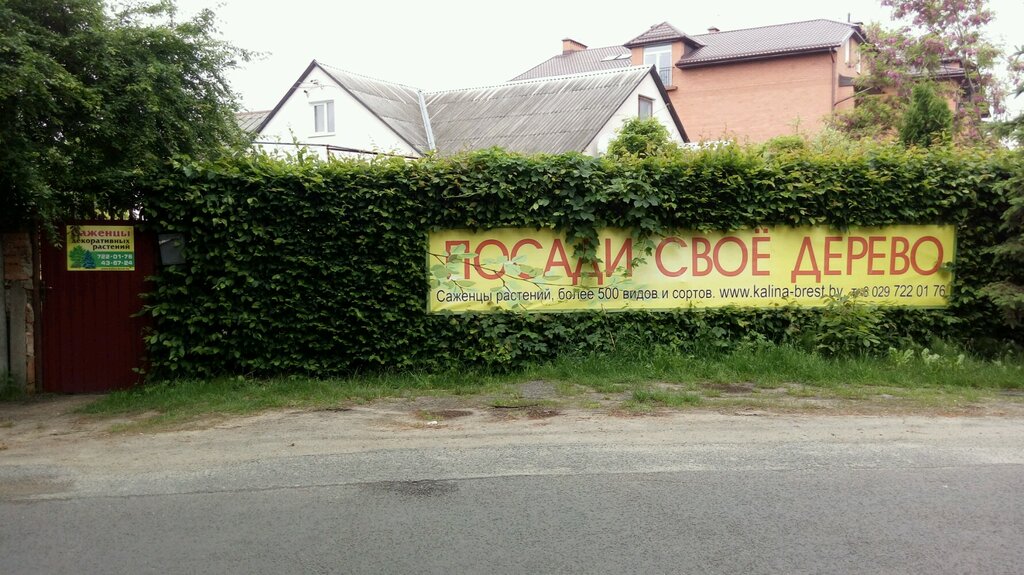 Саженцы
декоративных
растений
722-01-76
43-67-24
ПОСАДИ СВОЁ ДЕРЕВО
Саженцы растений, более 500 видов и сортов. www.kalina-brest.by т. 8 029 722 01 76